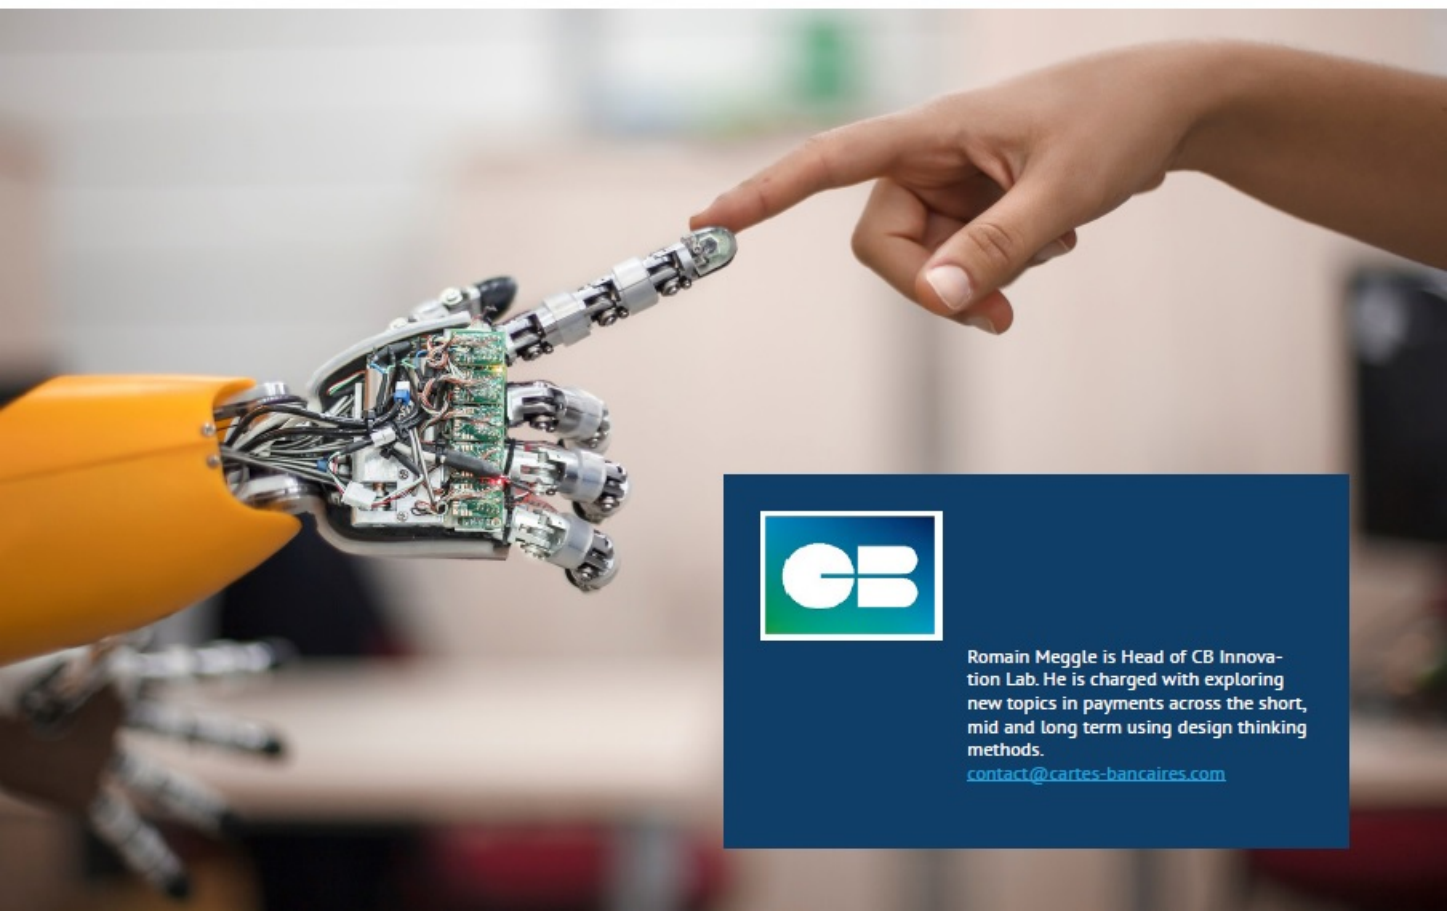 CB
Romain Meggle is Head of CB Innova-
tion Lab. He is charged with exploring
new topics in payments across the short,
mid and long term using design thinking
methods.
contact@cartes-bancaires.com